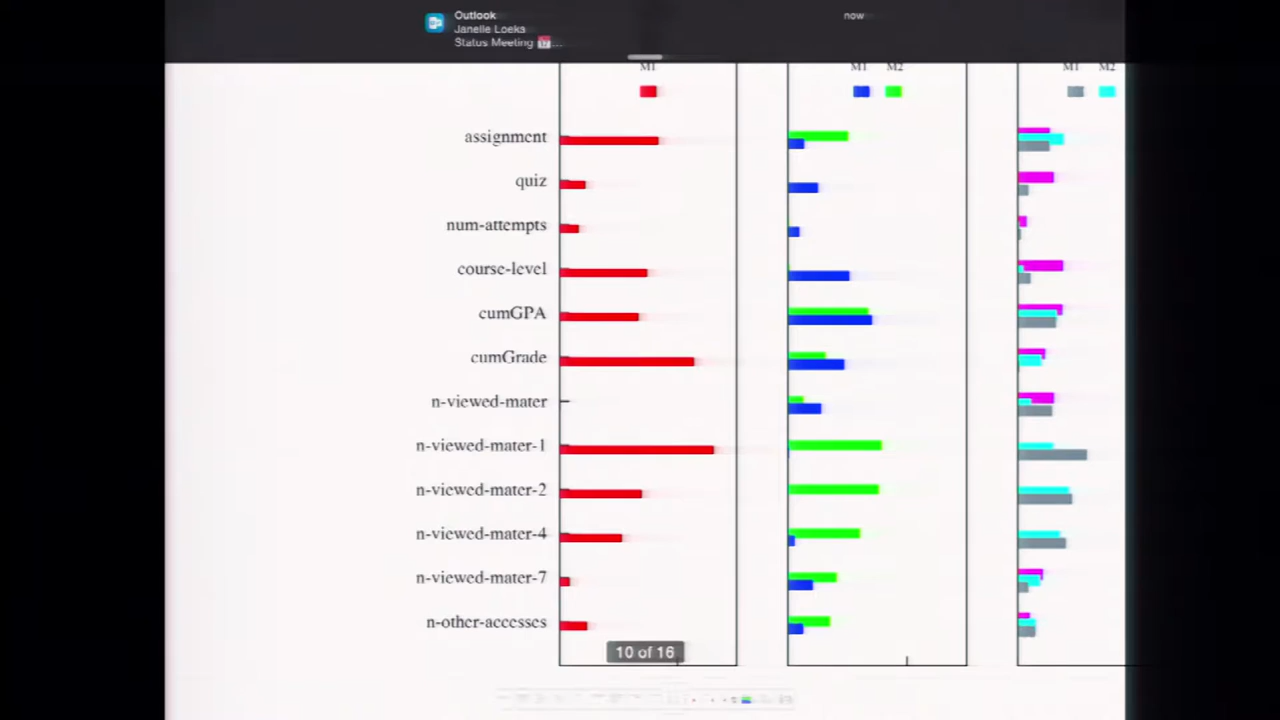 Outlook
now
Janelle Loeks
Status Meeting 📅...
M1 M1 M2 M1 M2
assignment
quiz
num-attempts
course-level
cumGPA
cumGrade
n-viewed-mater
n-viewed-mater-1
n-viewed-mater-2
n-viewed-mater-4
n-viewed-mater-7
n-other-accesses
10 of 16